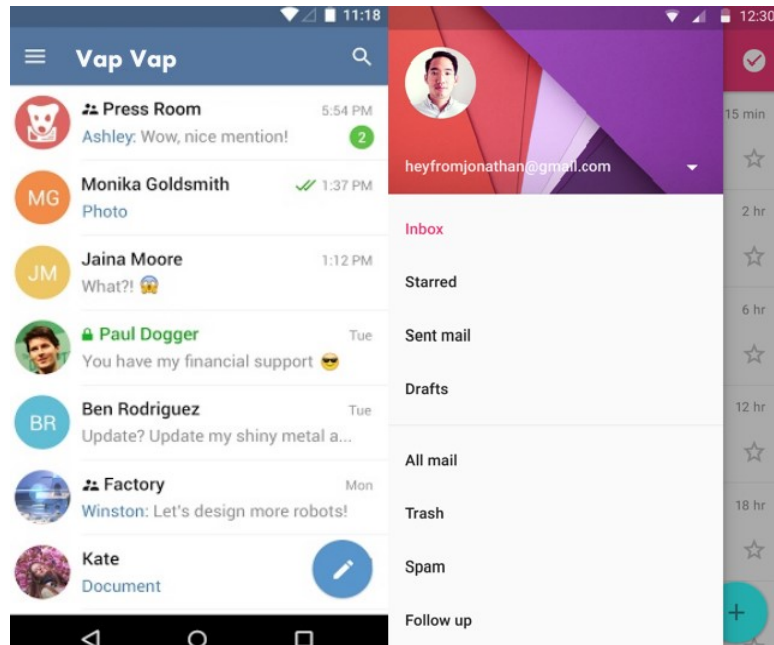 11:18
Vap Vap
Press Room 5:54 PM
Ashley: Wow, nice mention! 2
MG Monika Goldsmith 1:37 PM
Photo
JM Jaina Moore 1:12 PM
What?! 😱
Paul Dogger Tue
You have my financial support 😎
BR Ben Rodriguez Tue
Update? Update my shiny metal a...
Factory Mon
Winston: Let's design more robots!
Kate
Document
12:30
heyfromjonathan@gmail.com
Inbox
Starred
Sent mail
Drafts
All mail
Trash
Spam
Follow up
15 min
2 hr
6 hr
12 hr
18 hr